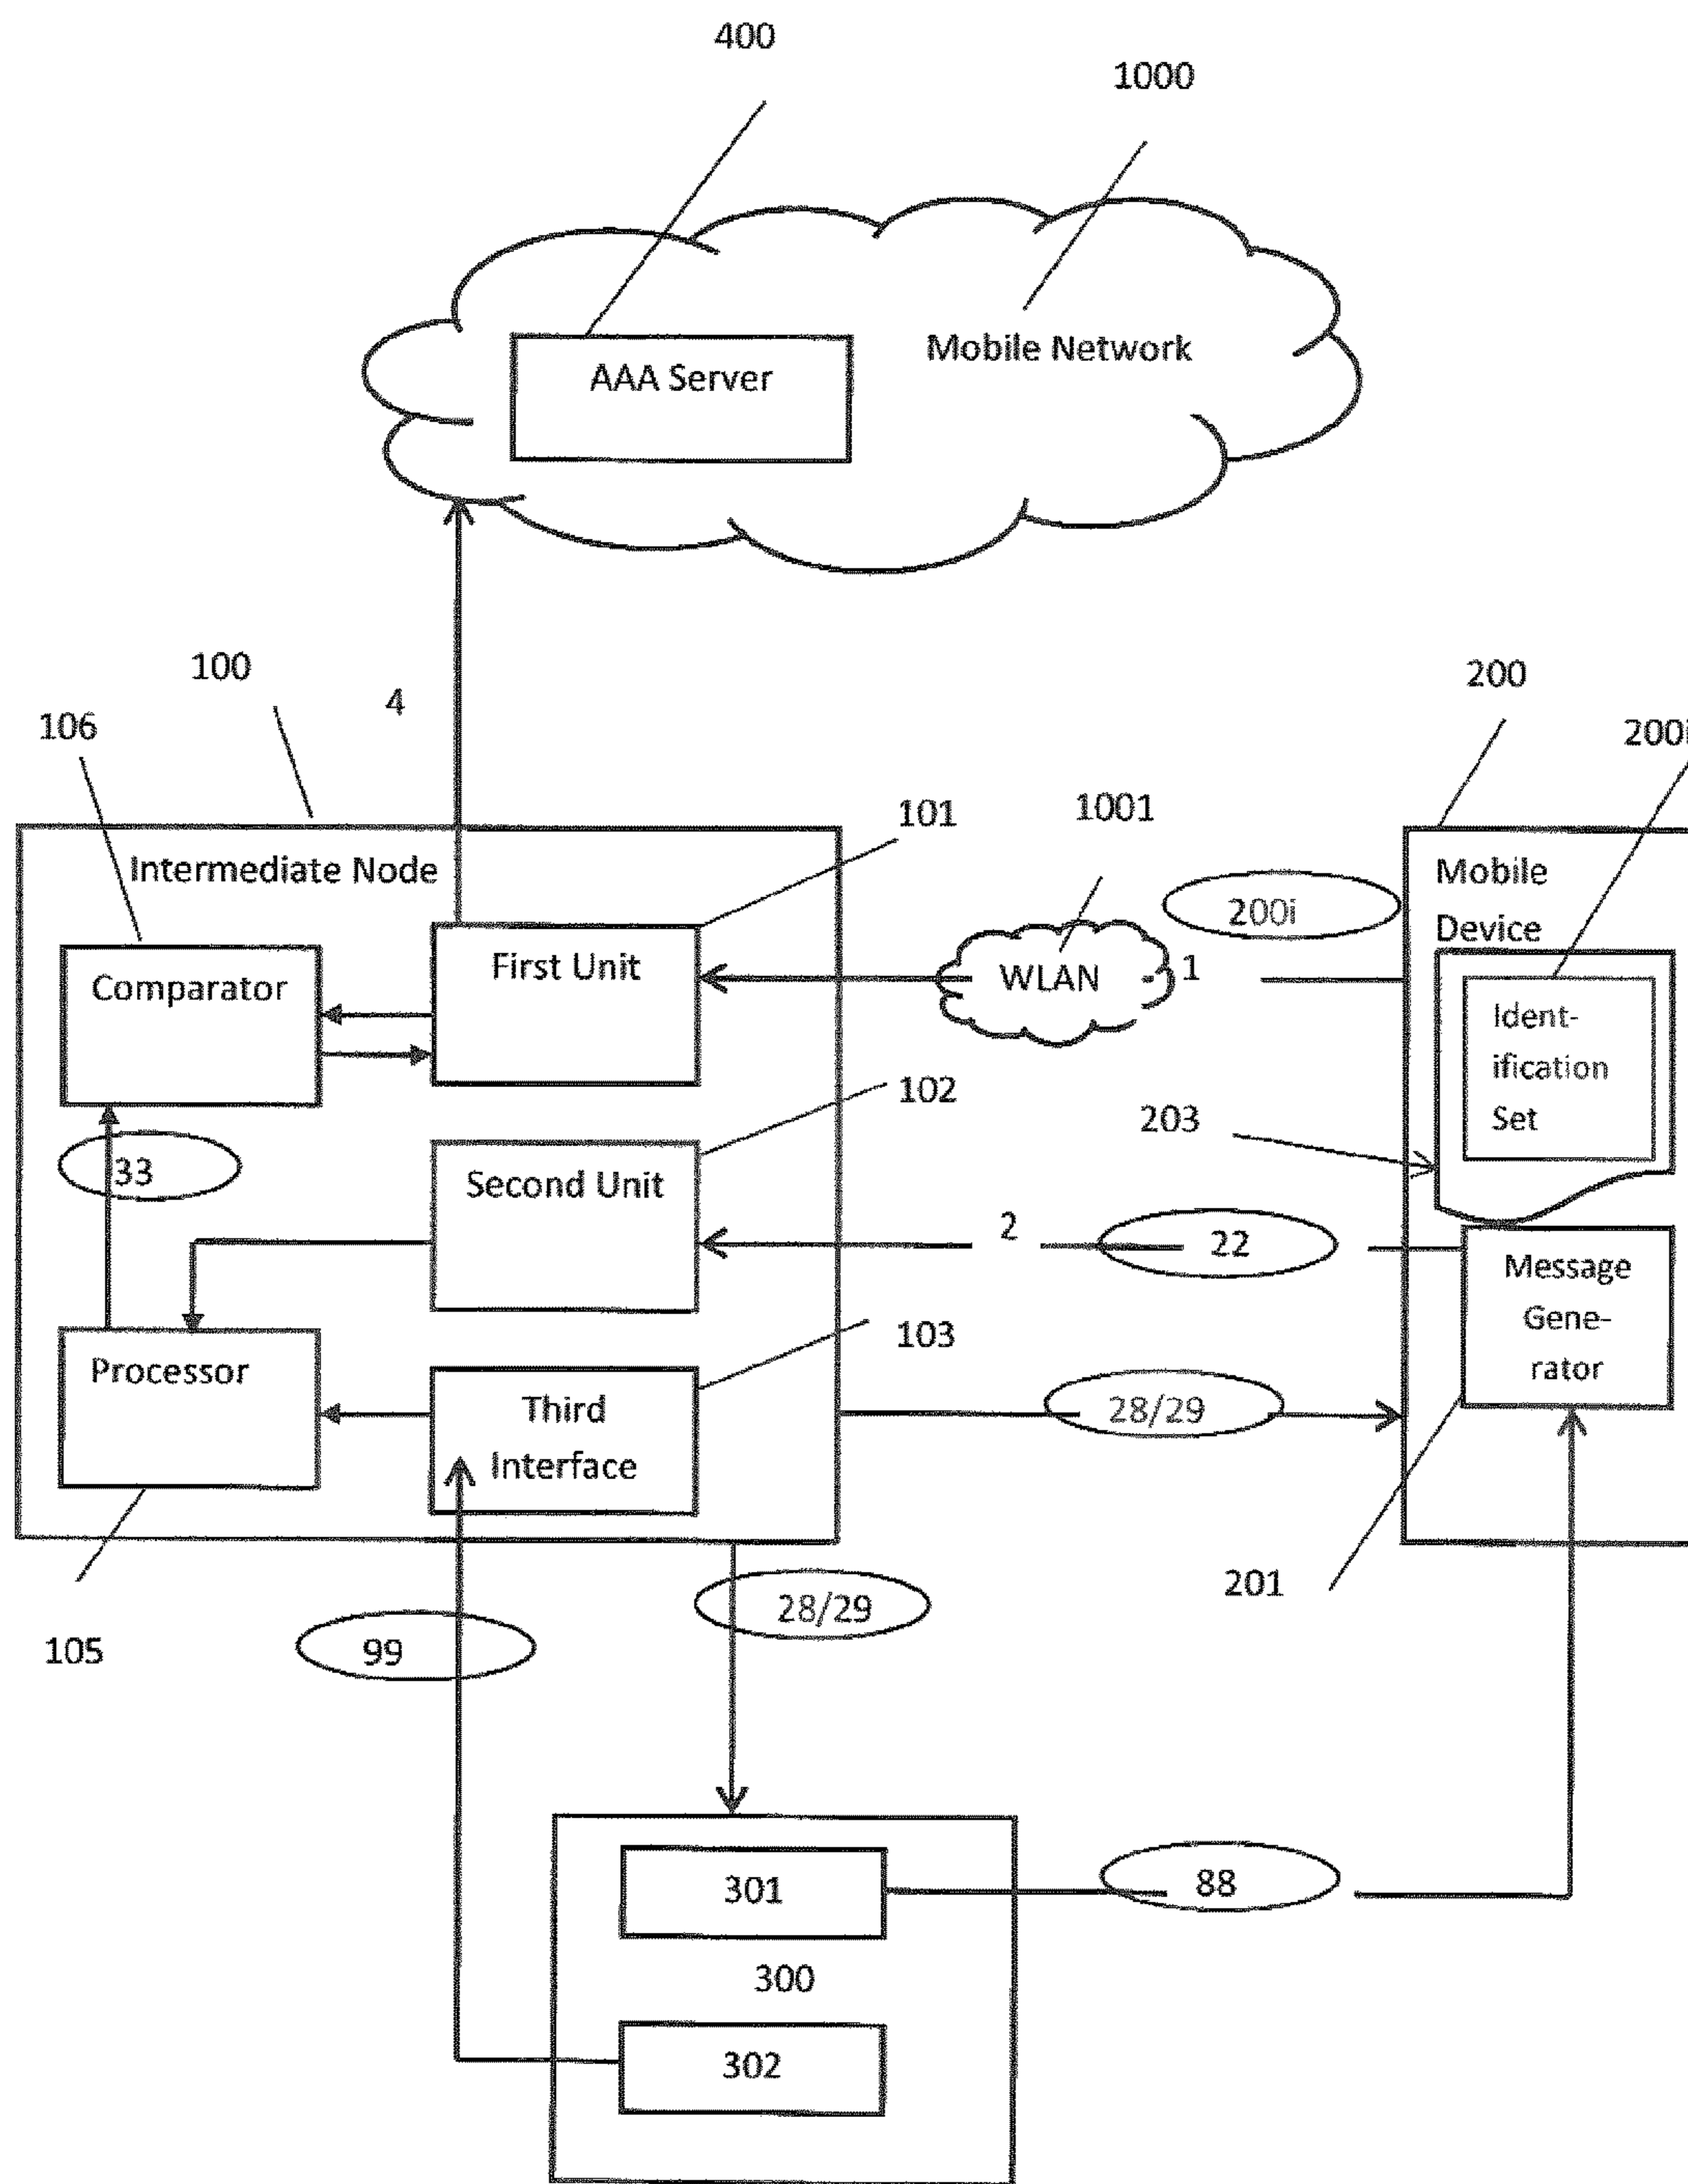 400
1000
AAA Server
Mobile Network
100
4
200
106
200i
1001
101
Intermediate Node
Mobile
Device
200i
First Unit
Comparator
WLAN
1
Ident-
ification
Set
102
203
33
Second Unit
2
22
Message
Gene-
rator
103
Processor
Third
Interface
28/29
201
28/29
105
99
301
88
300
302